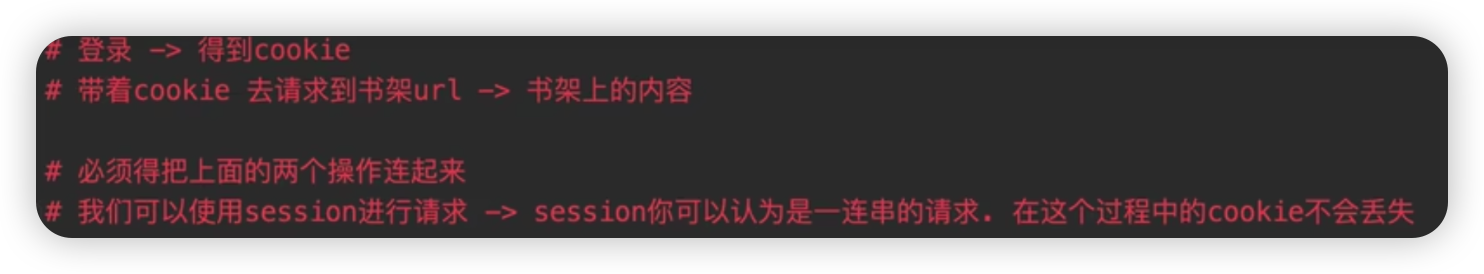 # 登录 -> 得到cookie
# 带着cookie 去请求到书架url -> 书架上的内容
# 必须得把上面的两个操作连起来
# 我们可以使用session进行请求 -> session你可以认为是一连串的请求. 在这个过程中的cookie不会丢失